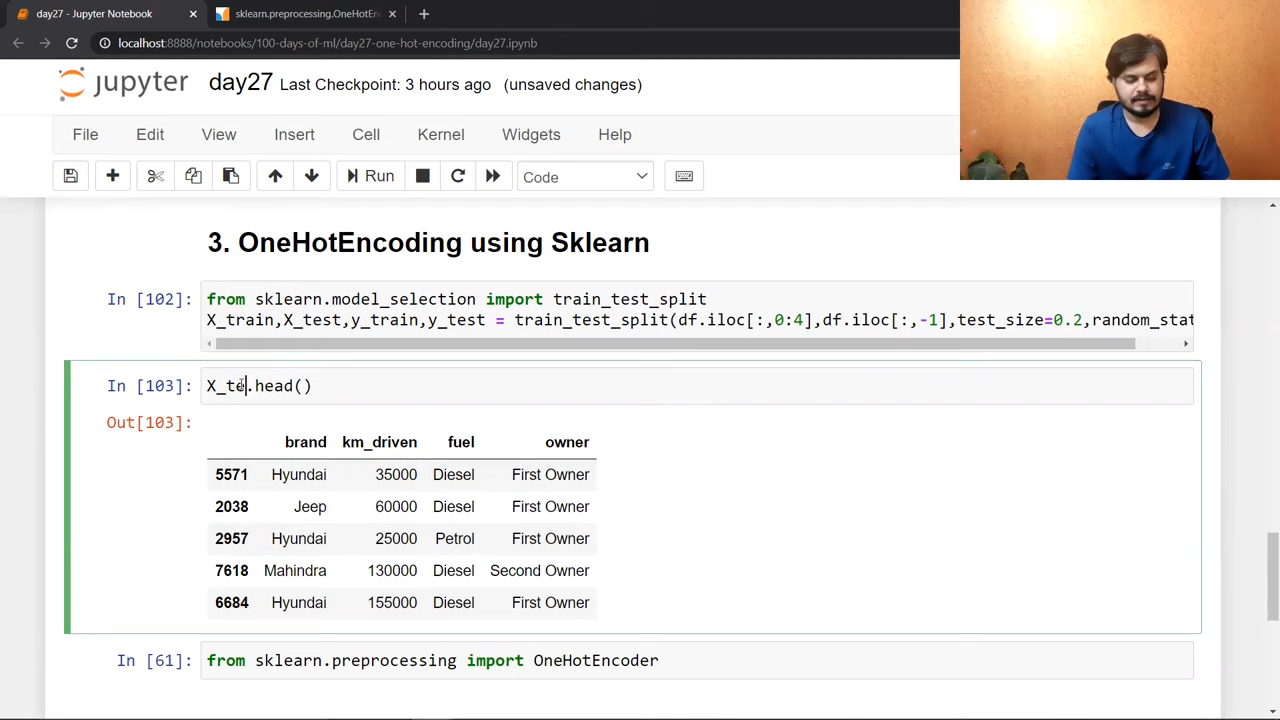 day27 - Jupyter Notebook
sklearn.preprocessing.OneHotEn
localhost:8888/notebooks/100-days-of-ml/day27-one-hot-encoding/day27.ipynb
jupyter day27 Last Checkpoint: 3 hours ago (unsaved changes)
File Edit View Insert Cell Kernel Widgets Help
Run Code
3. OneHotEncoding using Sklearn
In [102]: from sklearn.model_selection import train_test_split
X_train,X_test,y_train,y_test = train_test_split(df.iloc[:,0:4],df.iloc[:,-1],test_size=0.2,random_stat
In [103]: X_te.head()
Out[103]:
brand km_driven fuel owner
5571 Hyundai 35000 Diesel First Owner
2038 Jeep 60000 Diesel First Owner
2957 Hyundai 25000 Petrol First Owner
7618 Mahindra 130000 Diesel Second Owner
6684 Hyundai 155000 Diesel First Owner
In [61]: from sklearn.preprocessing import OneHotEncoder